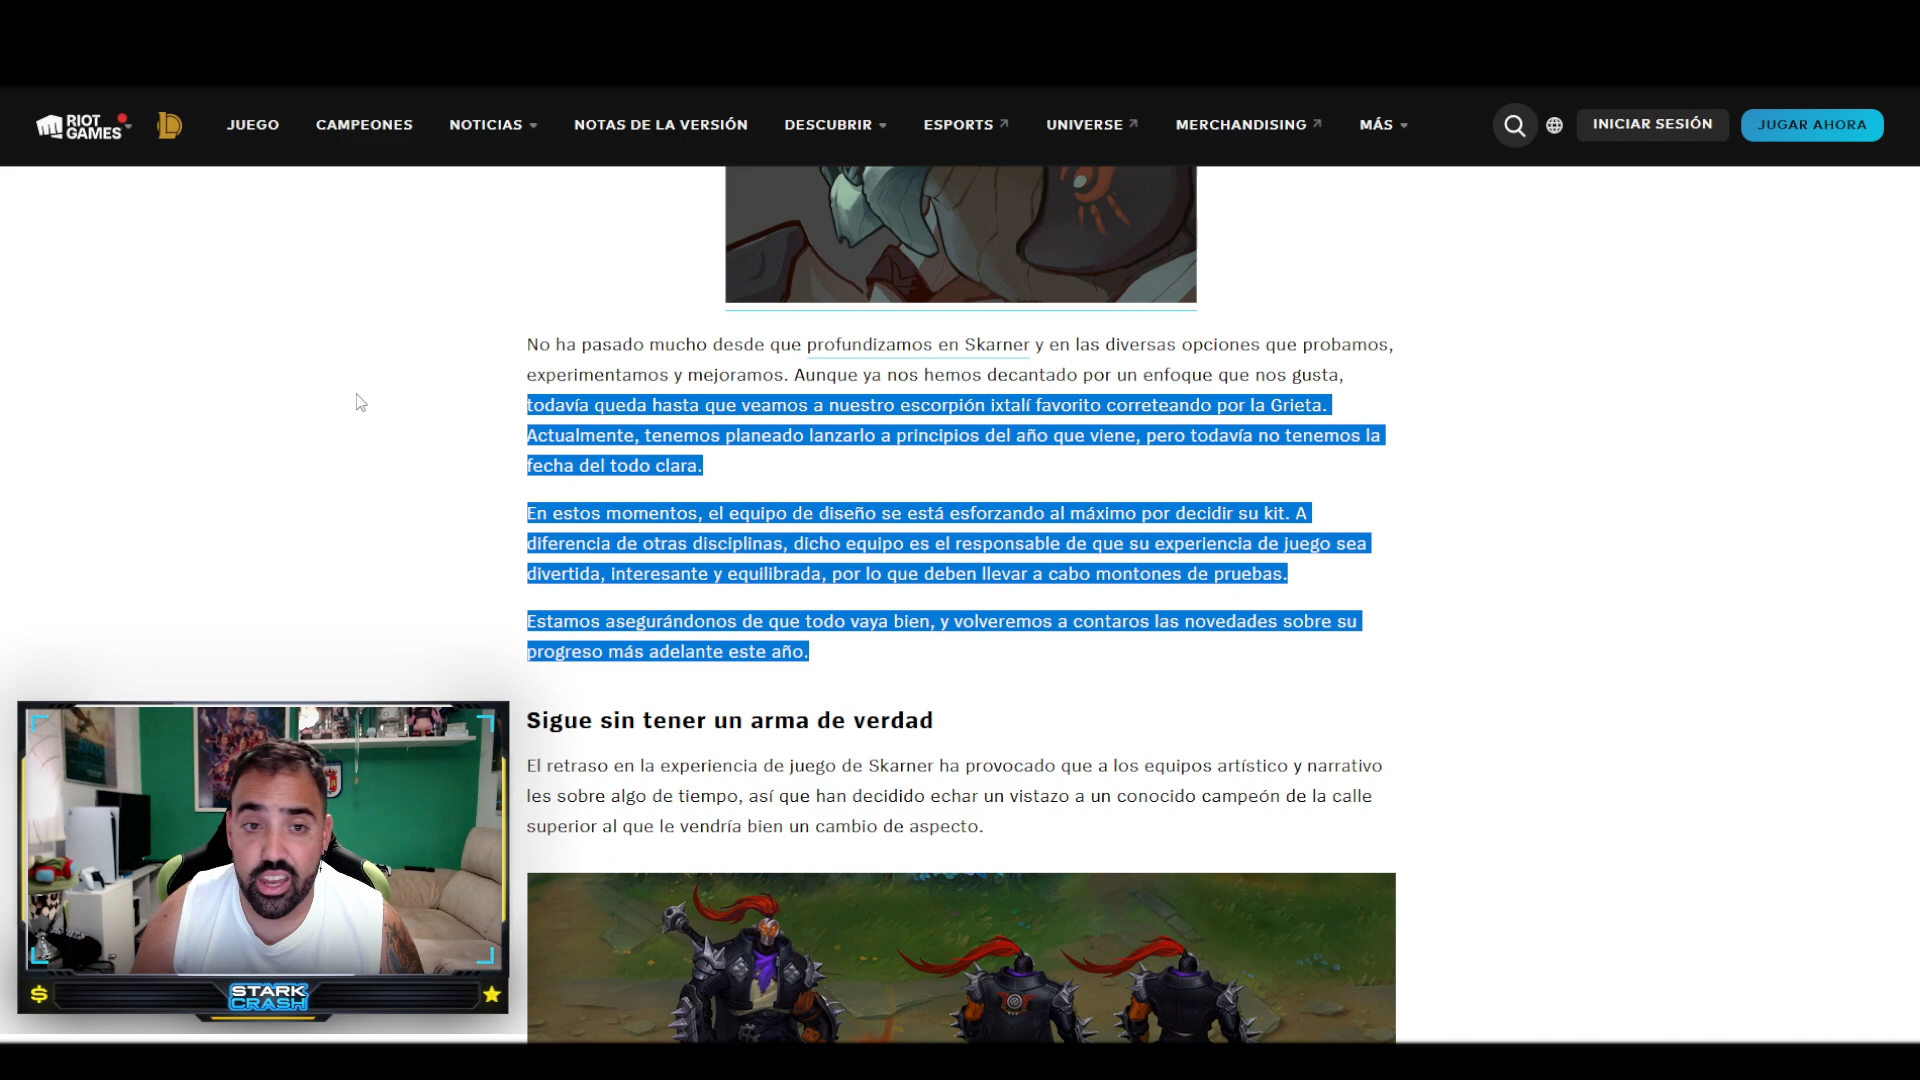 RIOT GAMES
JUEGO
CAMPEONES
NOTICIAS
NOTAS DE LA VERSIÓN
DESCUBRIR
ESPORTS
UNIVERSE
MERCHANDISING
MÁS
INICIAR SESIÓN
JUGAR AHORA
No ha pasado mucho desde que profundizamos en Skarner y en las diversas opciones que probamos,
experimentamos y mejoramos. Aunque ya nos hemos decantado por un enfoque que nos gusta,
todavía queda hasta que veamos a nuestro escorpión ixtalí favorito correteando por la Grieta.
Actualmente, tenemos planeado lanzarlo a principios del año que viene, pero todavía no tenemos la
fecha del todo clara.
En estos momentos, el equipo de diseño se está esforzando al máximo por decidir su kit. A
diferencia de otras disciplinas, dicho equipo es el responsable de que su experiencia de juego sea
divertida, interesante y equilibrada, por lo que deben llevar a cabo montones de pruebas.
Estamos asegurándonos de que todo vaya bien, y volveremos a contaros las novedades sobre su
progreso más adelante este año.
Sigue sin tener un arma de verdad
El retraso en la experiencia de juego de Skarner ha provocado que a los equipos artístico y narrativo
les sobre algo de tiempo, así que han decidido echar un vistazo a un conocido campeón de la calle
superior al que le vendría bien un cambio de aspecto.
$
STARK
CRASH